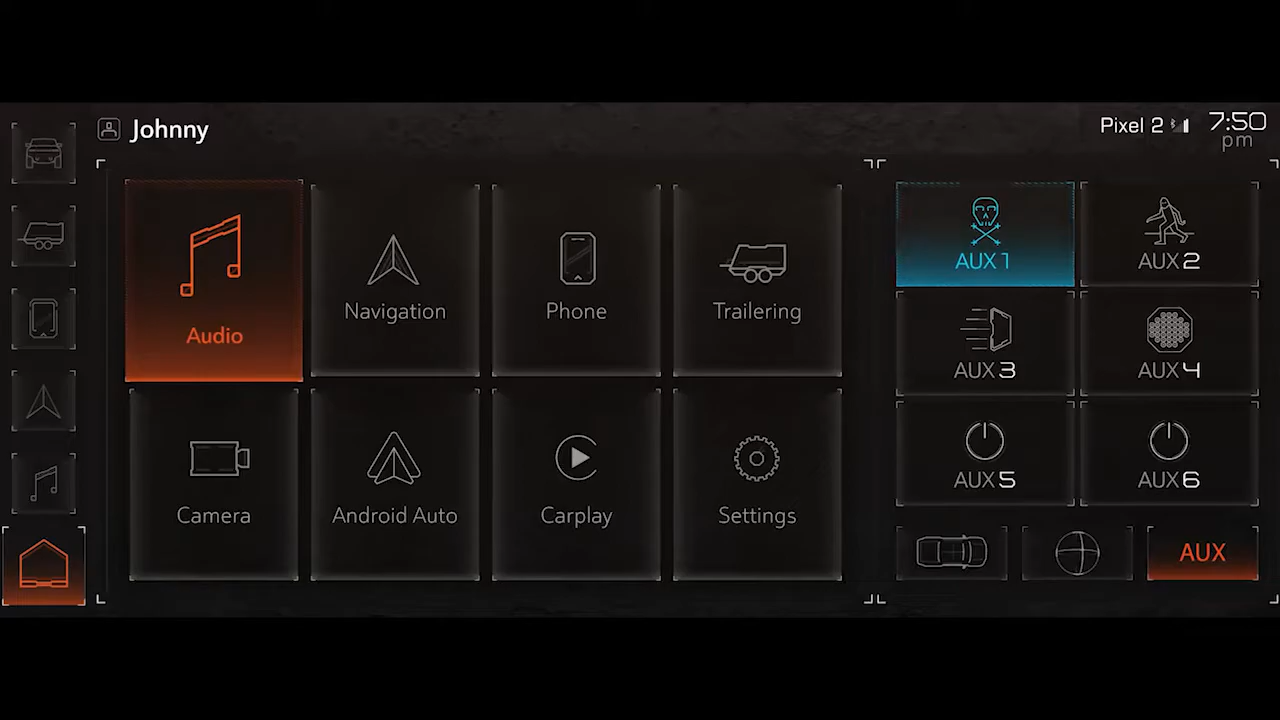 Johnny
Pixel 2
7:50
pm
Audio
Navigation
Phone
Trailering
Camera
Android Auto
Carplay
Settings
AUX 1
AUX 2
AUX 3
AUX 4
AUX 5
AUX 6
AUX